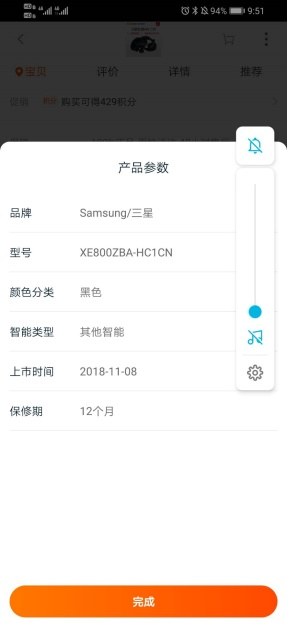 94% 9:51
宝贝 评价 详情 推荐
购买可得429积分
产品参数
品牌 Samsung/三星
型号 XE800ZBA-HC1CN
颜色分类 黑色
智能类型 其他智能
上市时间 2018-11-08
保修期 12个月
完成